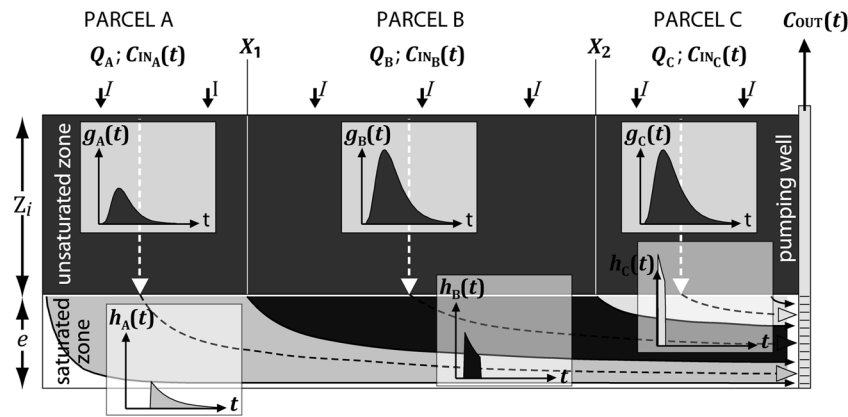 PARCEL A PARCEL B PARCEL C C_OUT(t)
Q_A ; C_IN_A(t) X_1 Q_B ; C_IN_B(t) X_2 Q_C ; C_IN_C(t)
I I I I I I I
g_A(t) g_B(t) g_C(t)
t t t
Z_i
unsaturated zone
pumping well
h_A(t) h_B(t) h_C(t)
t t t
e
saturated
zone